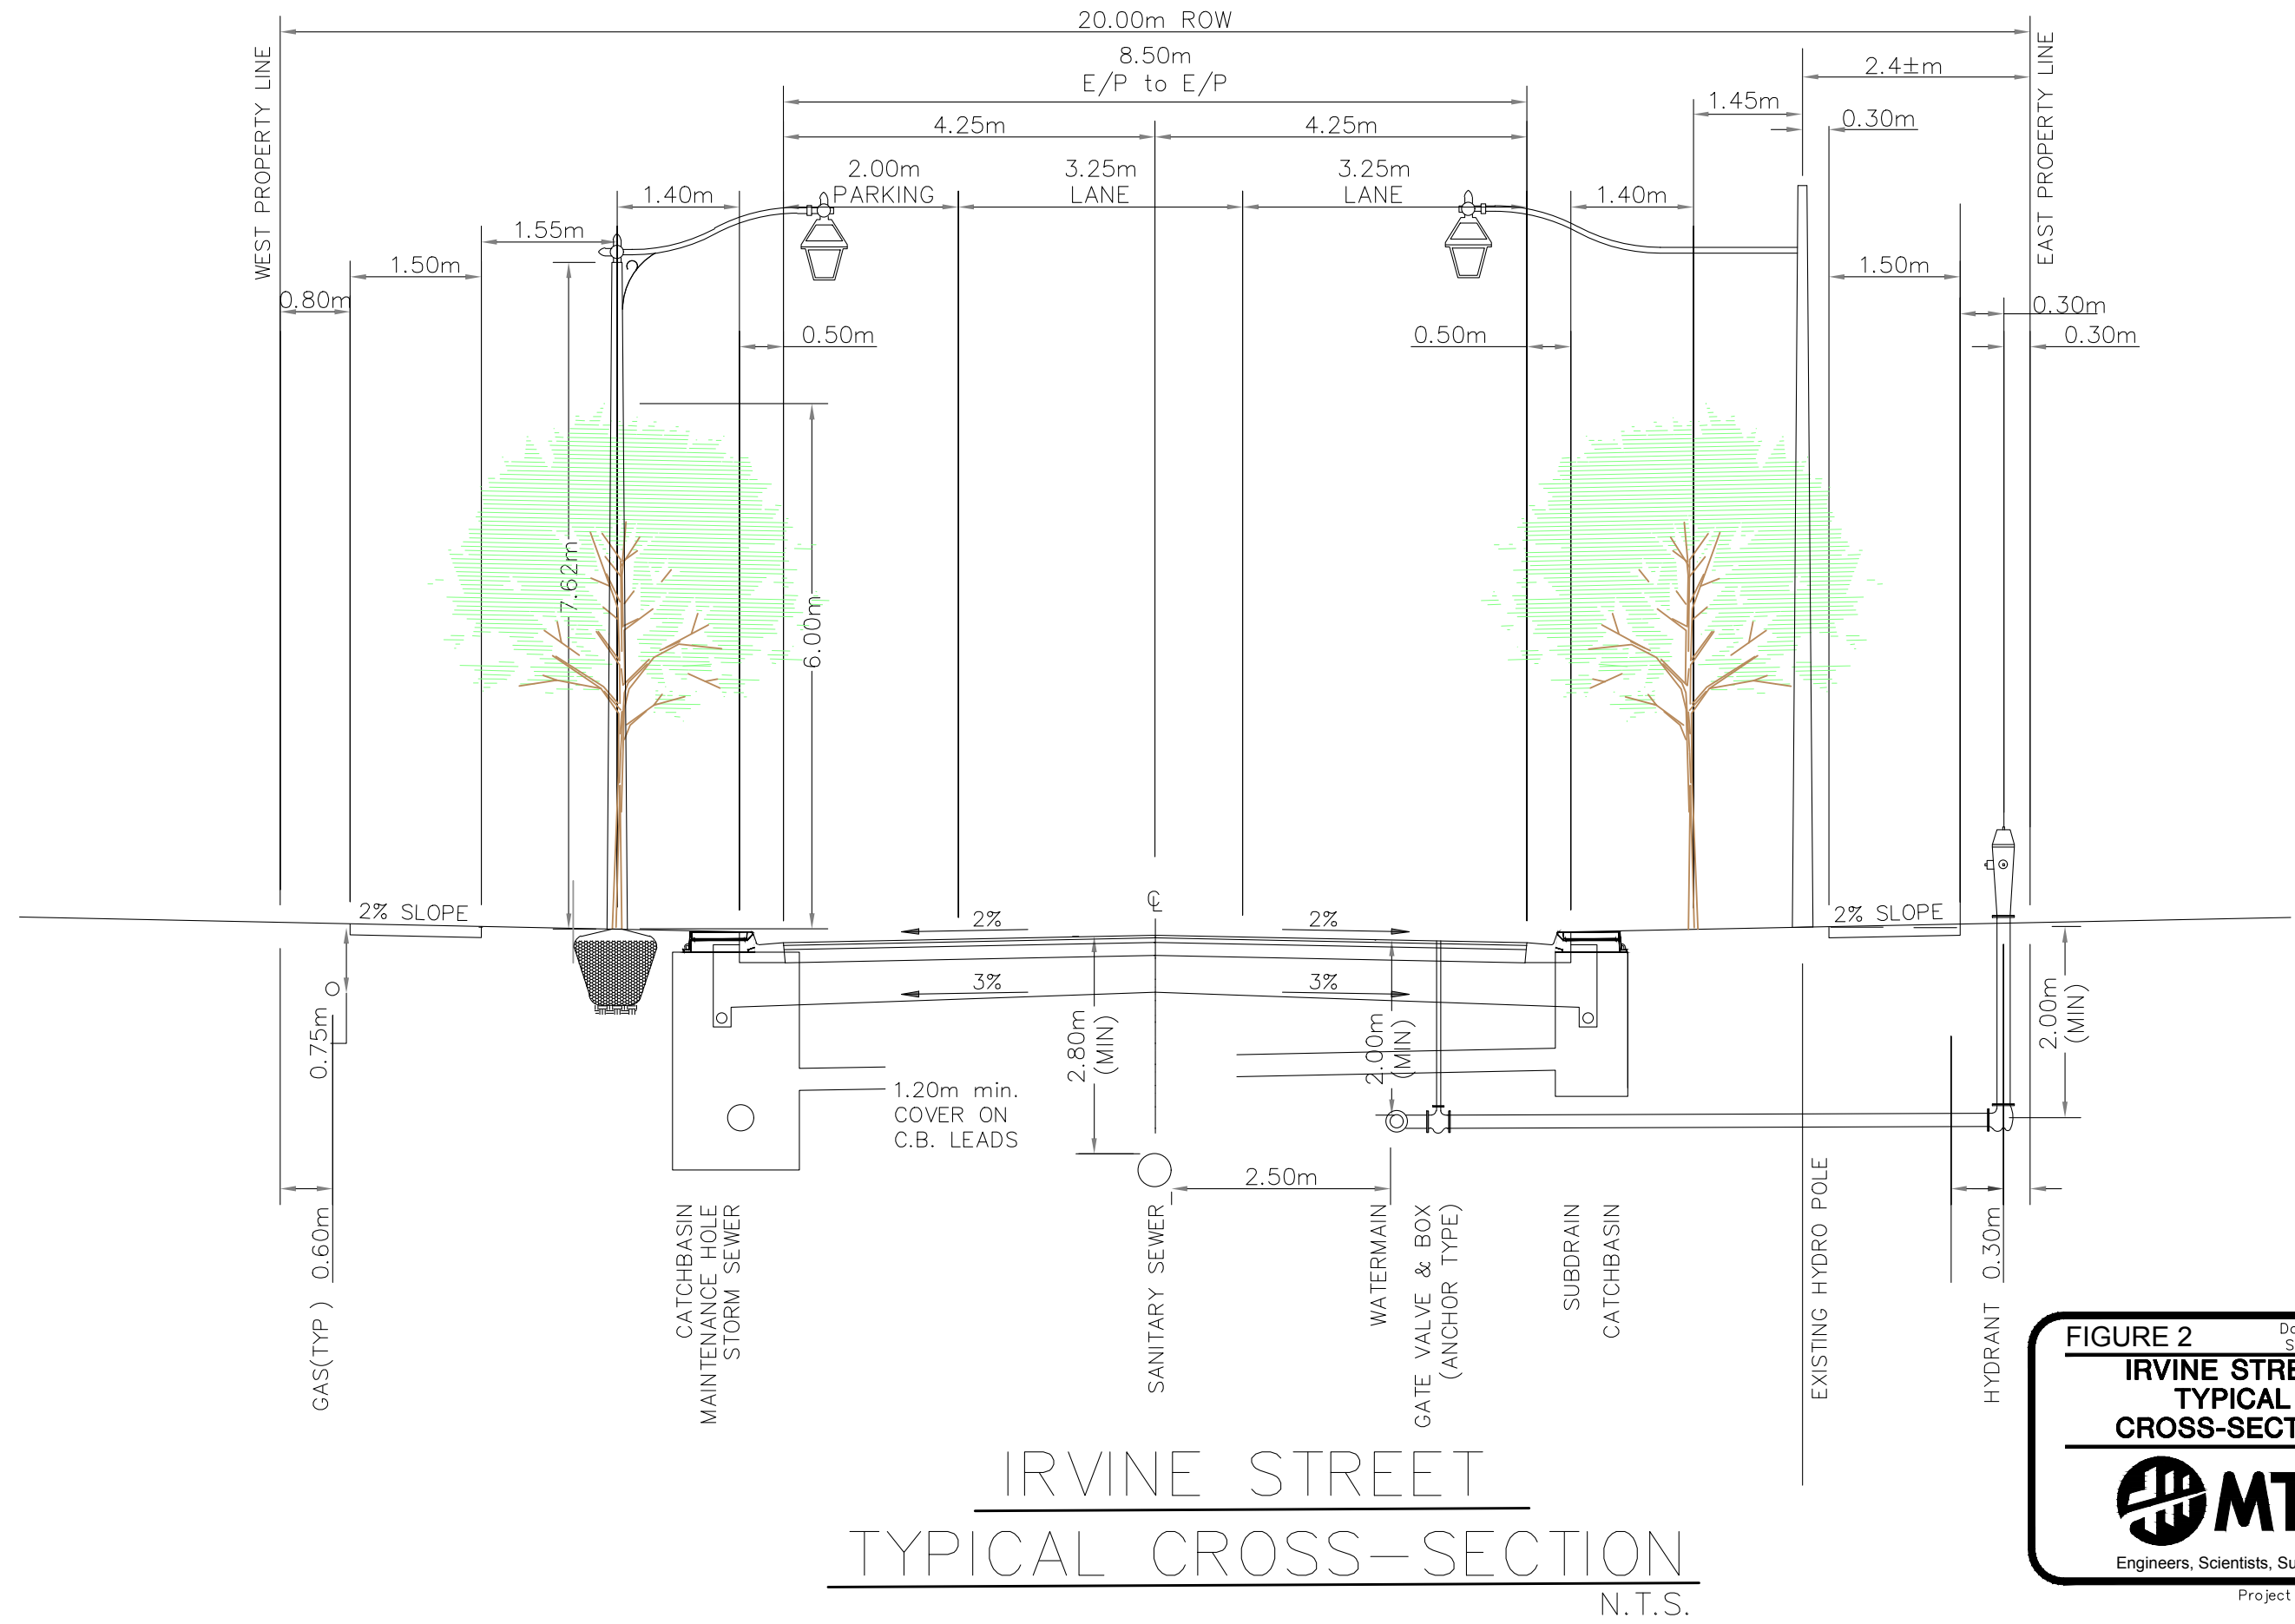 20.00m ROW
8.50m
E/P to E/P
2.4±m
1.45m
0.30m
4.25m
4.25m
WEST PROPERTY LINE
EAST PROPERTY LINE
2.00m
PARKING
3.25m
LANE
3.25m
LANE
1.40m
1.40m
1.55m
1.50m
1.50m
0.80m
0.30m
0.50m
0.50m
0.30m
7.62m
6.00m
2% SLOPE
2%
℄
2%
2% SLOPE
3%
3%
0.75m
2.80m
(MIN)
2.00m
(MIN)
2.00m
(MIN)
1.20m min.
COVER ON
C.B. LEADS
2.50m
GAS(TYP ) 0.60m
CATCHBASIN
MAINTENANCE HOLE
STORM SEWER
SANITARY SEWER
WATERMAIN
GATE VALVE & BOX
(ANCHOR TYPE)
SUBDRAIN
CATCHBASIN
EXISTING HYDRO POLE
HYDRANT 0.30m
IRVINE STREET
TYPICAL CROSS-SECTION
N.T.S.
FIGURE 2
IRVINE STRE
TYPICAL
CROSS-SECT
MT
Engineers, Scientists, Su
Project